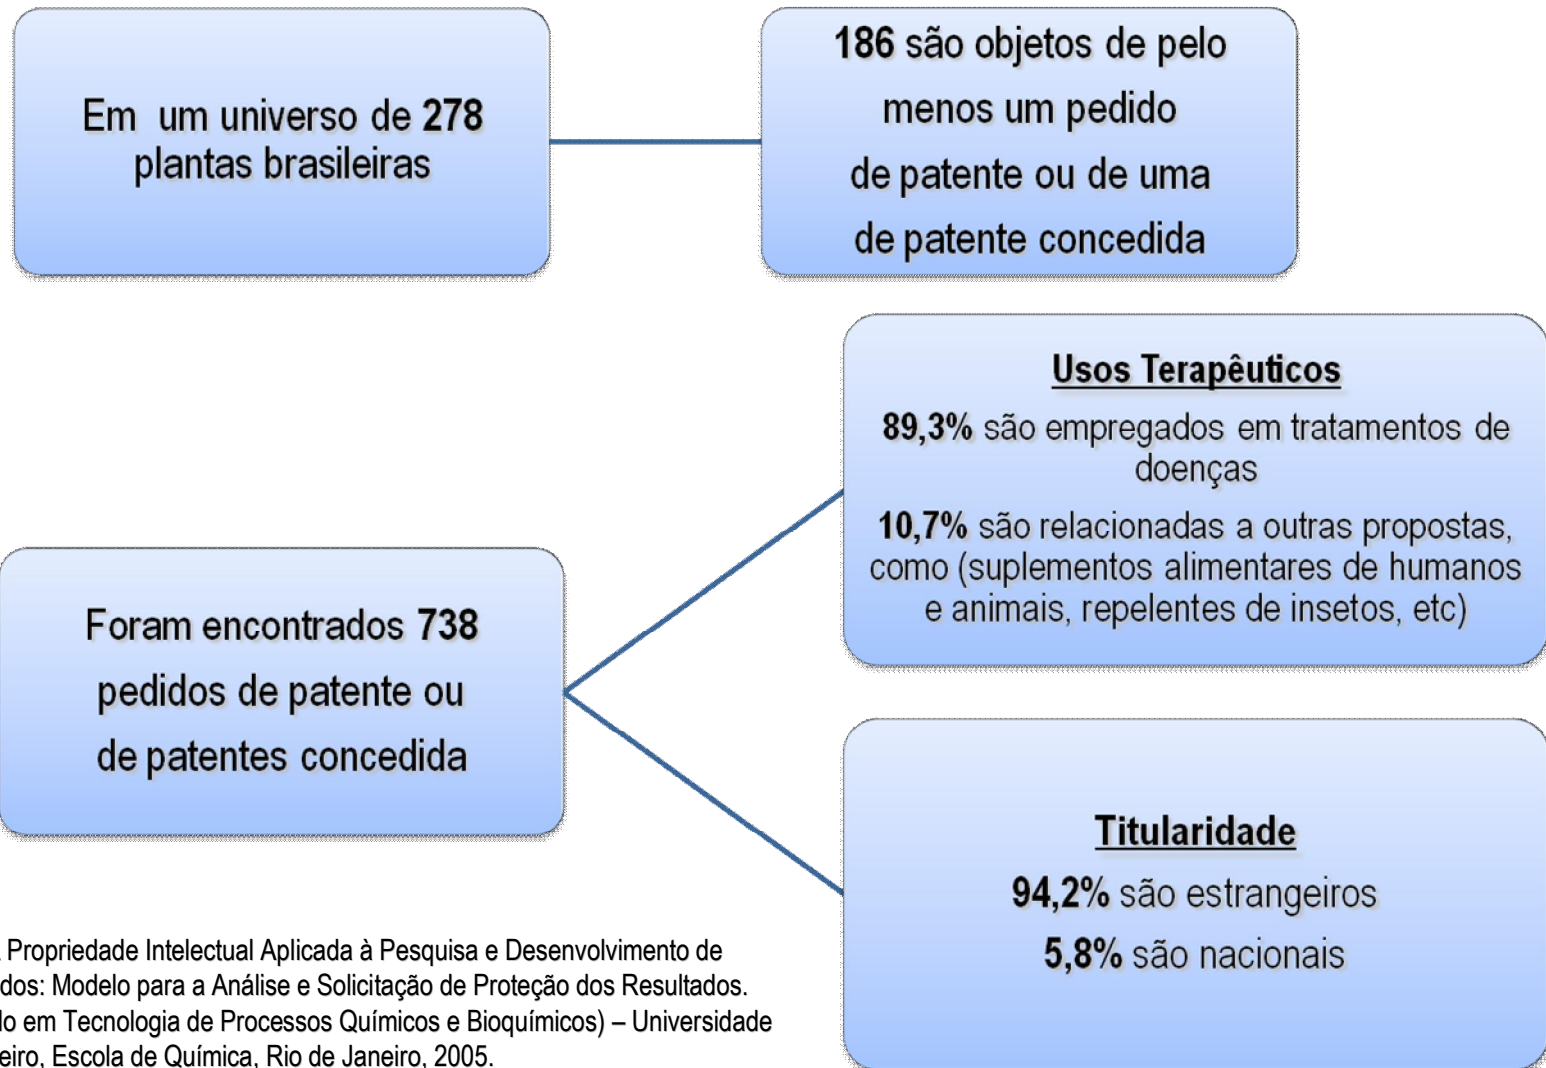 Em um universo de 278
plantas brasileiras
186 são objetos de pelo
menos um pedido
de patente ou de uma
de patente concedida
Foram encontrados 738
pedidos de patente ou
de patentes concedida
Usos Terapêuticos
89,3% são empregados em tratamentos de
doenças
10,7% são relacionadas a outras propostas,
como (suplementos alimentares de humanos
e animais, repelentes de insetos, etc)
Titularidade
94,2% são estrangeiros
5,8% são nacionais
Propriedade Intelectual Aplicada à Pesquisa e Desenvolvimento de
dos: Modelo para a Análise e Solicitação de Proteção dos Resultados.
o em Tecnologia de Processos Químicos e Bioquímicos) – Universidade
eiro, Escola de Química, Rio de Janeiro, 2005.